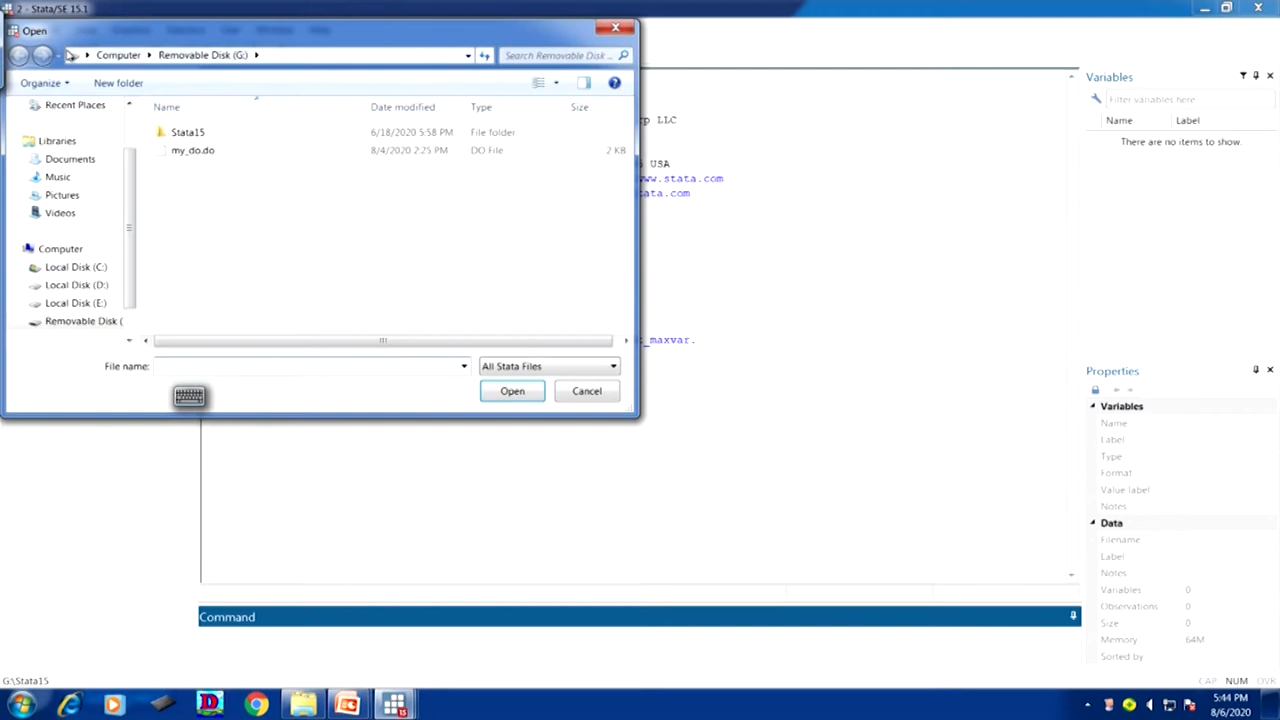 2 - Stata/SE 15.1
Open
Computer
Removable Disk (G:)
Search Removable Disk ...
Organize
New folder
Name
Date modified
Type
Size
Recent Places
Libraries
Documents
Music
Pictures
Videos
Computer
Local Disk (C:)
Local Disk (D:)
Local Disk (E:)
Removable Disk (
Stata15
6/18/2020 5:58 PM
File folder
my_do.do
8/4/2020 2:25 PM
DO File
2 KB
File name:
All Stata Files
Open
Cancel
rp LLC
USA
www.stata.com
tata.com
_maxvar.
Variables
Filter variables here
Name
Label
There are no items to show.
Properties
Variables
Name
Label
Type
Format
Value label
Notes
Data
Filename
Label
Notes
Variables 0
Observations 0
Size 0
Memory 64M
Sorted by
Command
G:\Stata15
CAP NUM OVR
5:44 PM
8/6/2020